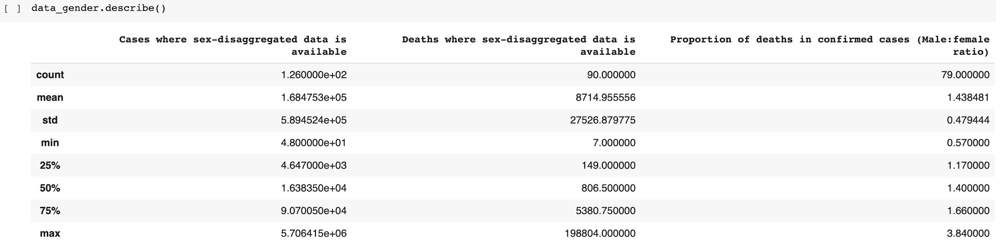 [ ] data_gender.describe()
Cases where sex-disaggregated data is available Deaths where sex-disaggregated data is available Proportion of deaths in confirmed cases (Male:female ratio)
count 1.260000e+02 90.000000 79.000000
mean 1.684753e+05 8714.955556 1.438481
std 5.894524e+05 27526.879775 0.479444
min 4.800000e+01 7.000000 0.570000
25% 4.647000e+03 149.000000 1.170000
50% 1.638350e+04 806.500000 1.400000
75% 9.070050e+04 5380.750000 1.660000
max 5.706415e+06 198804.000000 3.840000